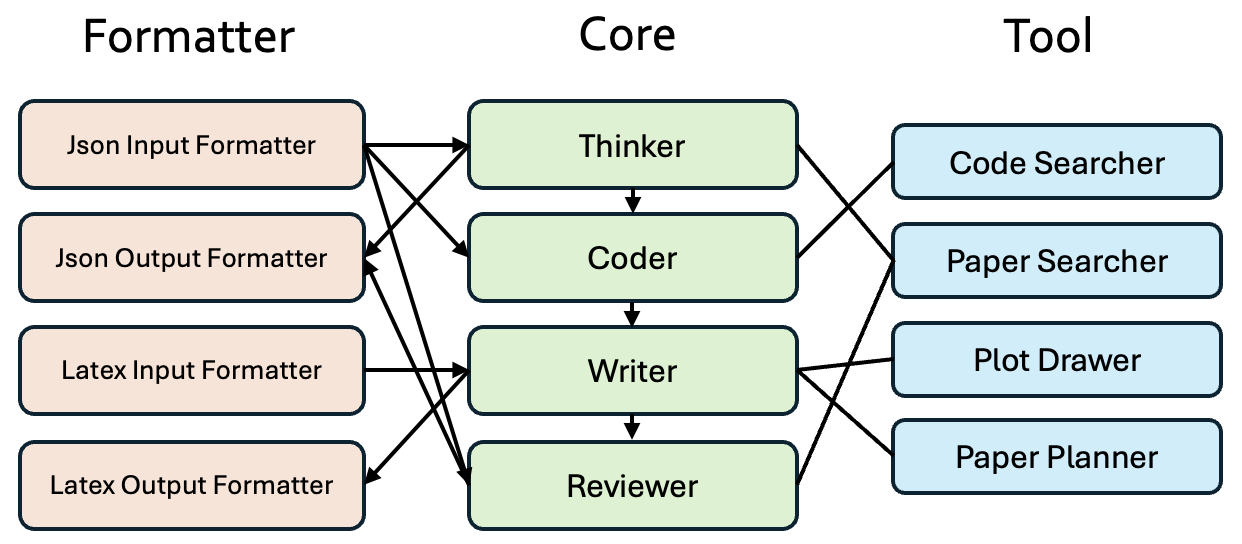 Formatter
Core
Tool
Json Input Formatter
Json Output Formatter
Latex Input Formatter
Latex Output Formatter
Thinker
Coder
Writer
Reviewer
Code Searcher
Paper Searcher
Plot Drawer
Paper Planner